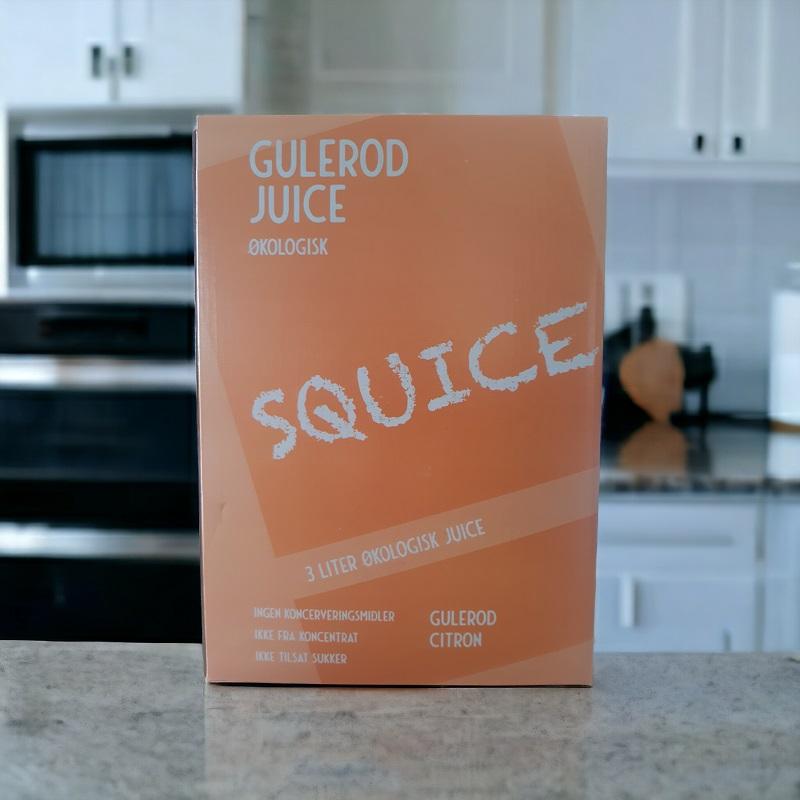 GULEROD
JUICE
ØKOLOGISK
SQUICE
3 LITER ØKOLOGISK JUICE
INGEN KONCERVERINGSMIDLER
IKKE FRA KONCENTRAT
IKKE TILSAT SUKKER
GULEROD
CITRON